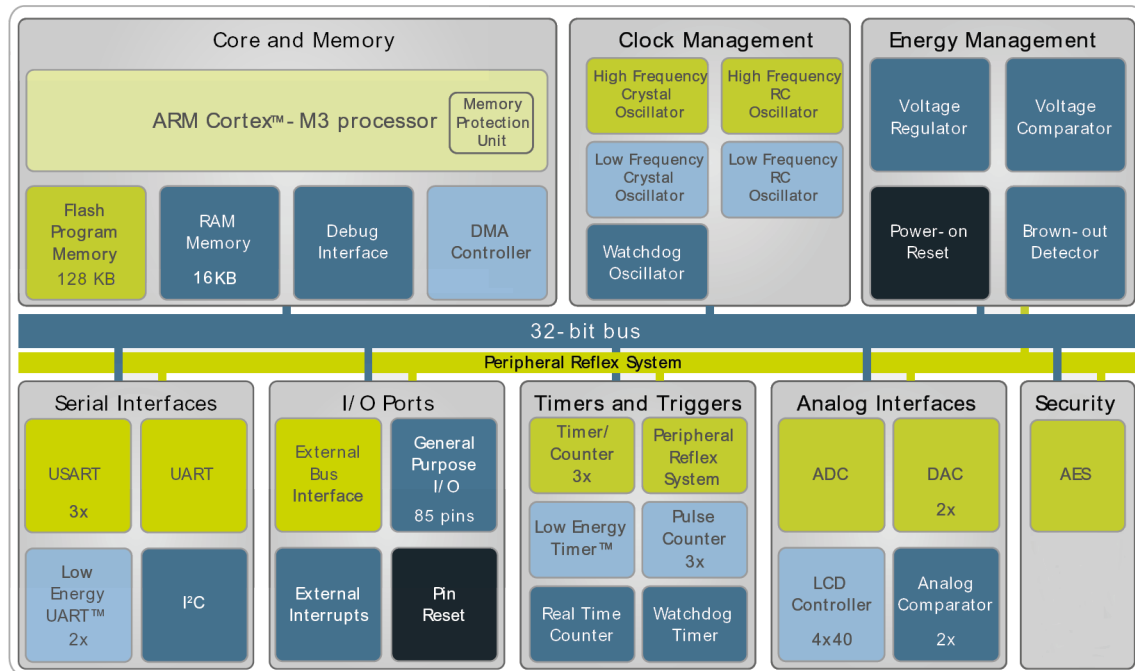 Core and Memory
ARM Cortex™- M3 processor
Memory
Protection
Unit
Flash
Program
Memory
128 KB
RAM
Memory
16KB
Debug
Interface
DMA
Controller
Clock Management
High Frequency
Crystal
Oscillator
High Frequency
RC
Oscillator
Low Frequency
Crystal
Oscillator
Low Frequency
RC
Oscillator
Watchdog
Oscillator
Energy Management
Voltage
Regulator
Voltage
Comparator
Power- on
Reset
Brown- out
Detector
32- bit bus
Peripheral Reflex System
Serial Interfaces
USART
3x
UART
Low
Energy
UART™
2x
I²C
I/ O Ports
External
Bus
Interface
General
Purpose
I/ O
85 pins
External
Interrupts
Pin
Reset
Timers and Triggers
Timer/
Counter
3x
Peripheral
Reflex
System
Low Energy
Timer™
Pulse
Counter
3x
Real Time
Counter
Watchdog
Timer
Analog Interfaces
ADC
DAC
2x
LCD
Controller
4x40
Analog
Comparator
2x
Security
AES